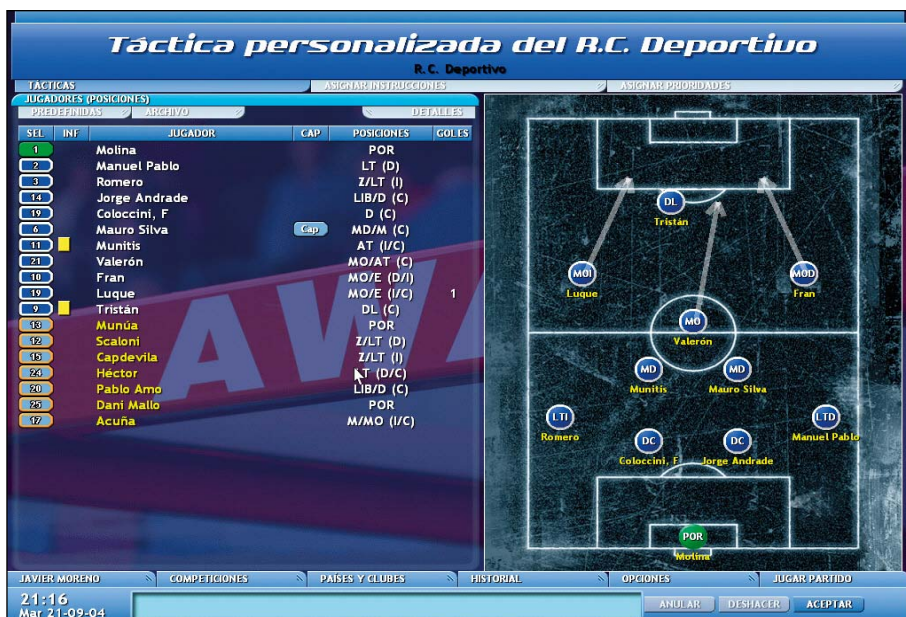 Táctica personalizada del R.C. Deportivo
R.C. Deportivo
TÁCTICAS ASIGNAR INSTRUCCIONES ASIGNAR PRIORIDADES
JUGADORES (POSICIONES)
PREDEFINIDAS ARCHIVO DETALLES
SEL INF JUGADOR CAP POSICIONES GOLES
1 Molina POR
2 Manuel Pablo LT (D)
3 Romero Z/LT (I)
14 Jorge Andrade LIB/D (C)
19 Coloccini, F D (C)
6 Mauro Silva Cap MD/M (C)
11 Munitis AT (I/C)
21 Valerón MO/AT (C)
10 Fran MO/E (D/I)
19 Luque MO/E (I/C) 1
9 Tristán DL (C)
13 Munúa POR
12 Scaloni Z/LT (D)
15 Capdevila Z/LT (I)
24 Héctor LT (D/C)
20 Pablo Amo LIB/D (C)
25 Dani Mallo POR
17 Acuña M/MO (I/C)
DL
Tristán
MOI MOD
Luque Fran
MO
Valerón
MD MD
Munitis Mauro Silva
LTI LTD
Romero Manuel Pablo
DC DC
Coloccini, F Jorge Andrade
POR
Molina
JAVIER MORENO COMPETICIONES PAÍSES Y CLUBES HISTORIAL OPCIONES JUGAR PARTIDO
21:16
Mar 21-09-04
ANULAR DESHACER ACEPTAR